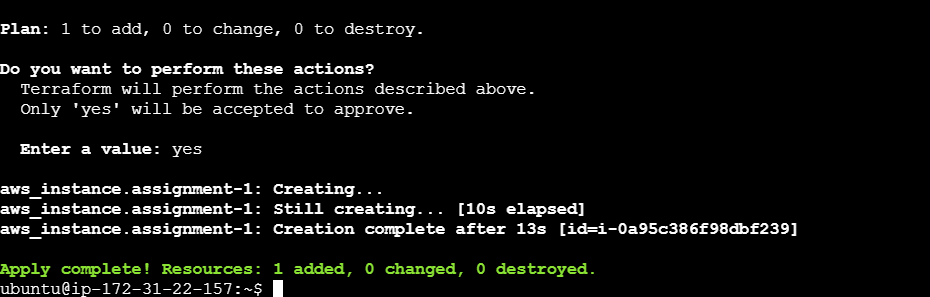 Plan: 1 to add, 0 to change, 0 to destroy.
Do you want to perform these actions?
Terraform will perform the actions described above.
Only 'yes' will be accepted to approve.
Enter a value: yes
aws_instance.assignment-1: Creating...
aws_instance.assignment-1: Still creating... [10s elapsed]
aws_instance.assignment-1: Creation complete after 13s [id=i-0a95c386f98dbf239]
Apply complete! Resources: 1 added, 0 changed, 0 destroyed.
ubuntu@ip-172-31-22-157:~$